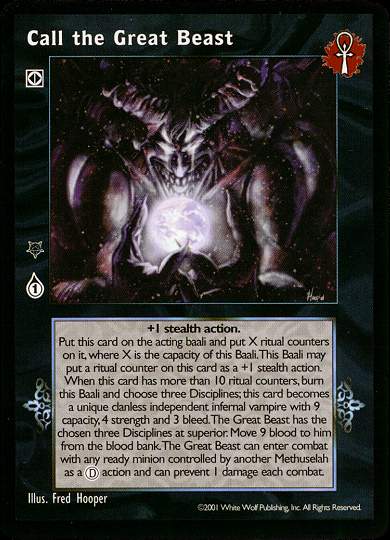 Call the Great Beast
1
Hooper
+1 stealth action.
Put this card on the acting baali and put X ritual counters
on it, where X is the capacity of this Baali.This Baali may
put a ritual counter on this card as a +1 stealth action.
When this card has more than 10 ritual counters, burn
this Baali and choose three Disciplines; this card becomes
a unique clanless independent infernal vampire with 9
capacity, 4 strength and 3 bleed.The Great Beast has the
chosen three Disciplines at superior. Move 9 blood to him
from the blood bank.The Great Beast can enter combat
with any ready minion controlled by another Methuselah
as a D action and can prevent 1 damage each combat.
Illus. Fred Hooper
©2001 White Wolf Publishing, Inc. All Rights Reserved.